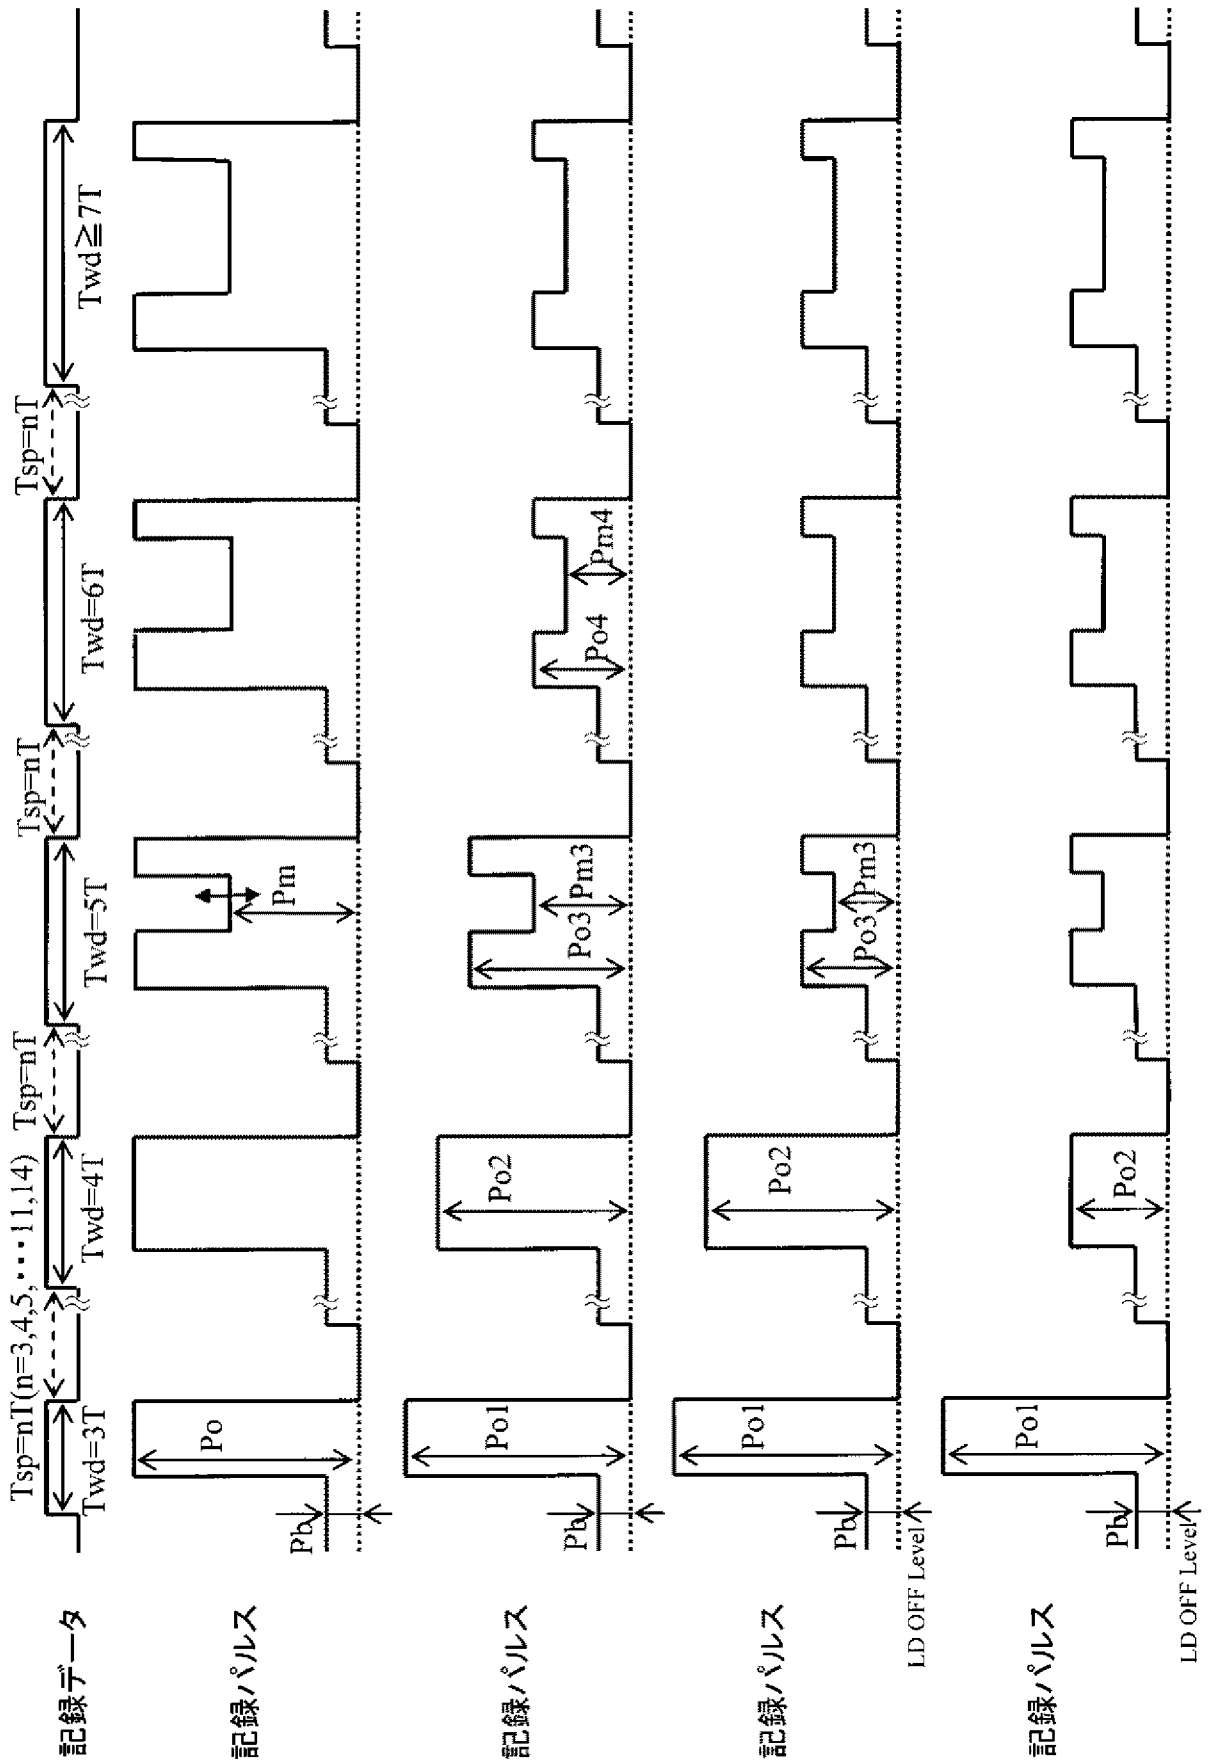 記録データ
Tsp=nT(n=3,4,5,・・・11,14)
Tsp=nT
Tsp=nT
Tsp=nT
Twd=3T
Twd=4T
Twd=5T
Twd=6T
Twd≧7T
記録パルス
Pb
Po
Pm
記録パルス
Pb
Po1
Po2
Po3
Pm3
Po4
Pm4
記録パルス
Pb
Po1
Po2
Po3
Pm3
LD OFF Level
記録パルス
Pb
Po1
Po2
LD OFF Level